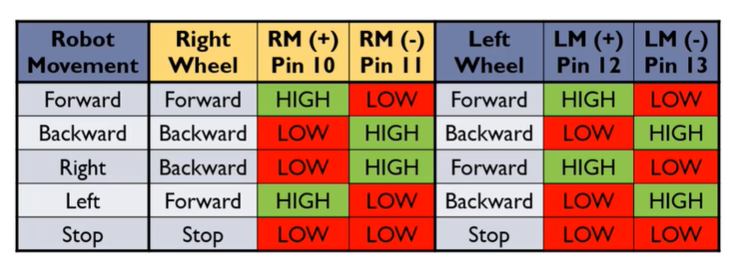 Robot Movement Right Wheel RM (+) Pin 10 RM (-) Pin 11 Left Wheel LM (+) Pin 12 LM (-) Pin 13
Forward Forward HIGH LOW Forward HIGH LOW
Backward Backward LOW HIGH Backward LOW HIGH
Right Backward LOW HIGH Forward HIGH LOW
Left Forward HIGH LOW Backward LOW HIGH
Stop Stop LOW LOW Stop LOW LOW